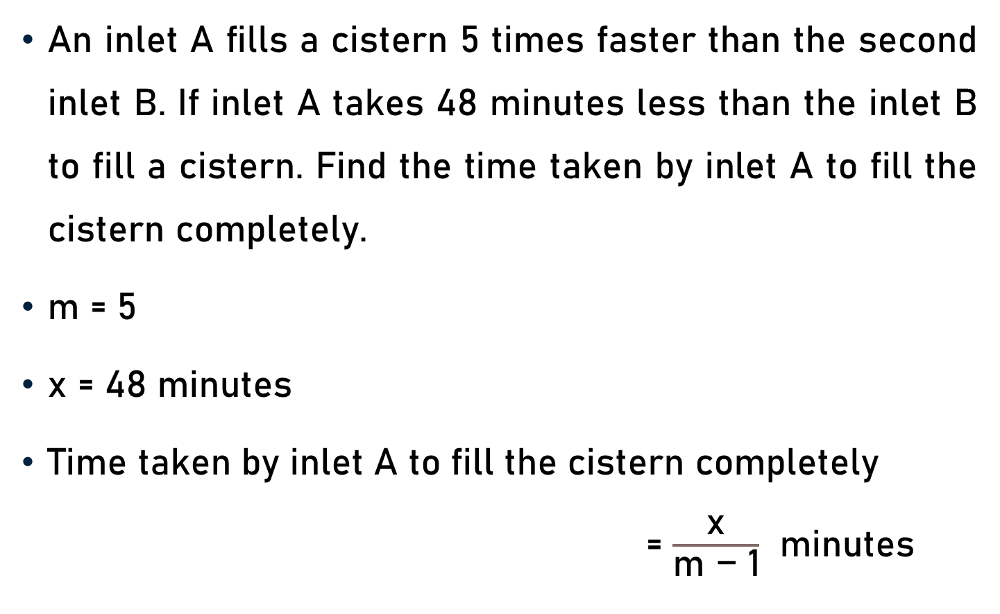 • An inlet A fills a cistern 5 times faster than the second
inlet B. If inlet A takes 48 minutes less than the inlet B
to fill a cistern. Find the time taken by inlet A to fill the
cistern completely.
• m = 5
• x = 48 minutes
• Time taken by inlet A to fill the cistern completely
x
= minutes
m − 1